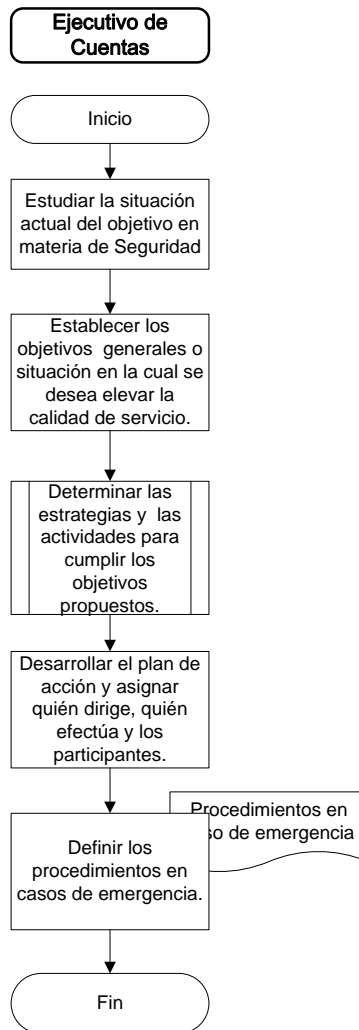 Ejecutivo de
Cuentas
Inicio
Estudiar la situación
actual del objetivo en
materia de Seguridad
Establecer los
objetivos generales o
situación en la cual se
desea elevar la
calidad de servicio.
Determinar las
estrategias y las
actividades para
cumplir los
objetivos
propuestos.
Desarrollar el plan de
acción y asignar
quién dirige, quién
efectúa y los
participantes.
Procedimientos en
so de emergencia
Definir los
procedimientos en
casos de emergencia.
Fin